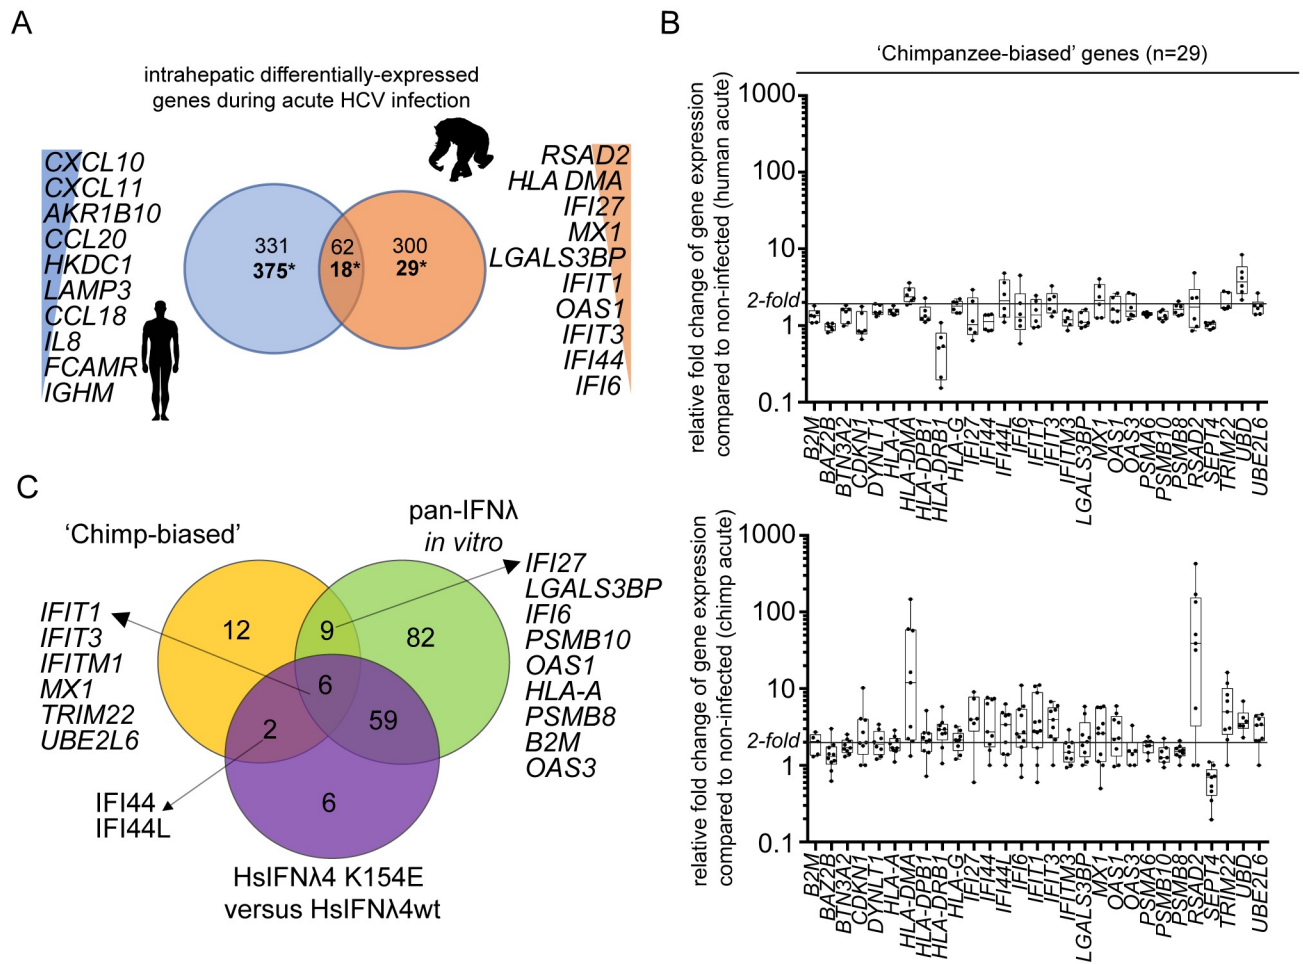 A
intrahepatic differentially-expressed
genes during acute HCV infection
CXCL10
CXCL11
AKR1B10
CCL20
HKDC1
LAMP3
CCL18
IL8
FCAMR
IGHM
331
375*
62
18*
300
29*
RSAD2
HLA DMA
IFI27
MX1
LGALS3BP
IFIT1
OAS1
IFIT3
IFI44
IFI6
B
'Chimpanzee-biased' genes (n=29)
relative fold change of gene expression
compared to non-infected (human acute)
1000
100
10
2-fold
1
0.1
B2M
BAZ2B
BTN3A2
CDKN1
DYNLT1
HLA-A
HLA-DMA
HLA-DPB1
HLA-DRB1
HLA-G
IFI27
IFI44
IFI44L
IFI6
IFIT1
IFIT3
IFITM3
LGALS3BP
MX1
OAS1
OAS3
PSMA6
PSMB10
PSMB8
RSAD2
SEPT4
TRIM22
UBD
UBE2L6
relative fold change of gene expression
compared to non-infected (chimp acute)
1000
100
10
2-fold
1
0.1
B2M
BAZ2B
BTN3A2
CDKN1
DYNLT1
HLA-A
HLA-DMA
HLA-DPB1
HLA-DRB1
HLA-G
IFI27
IFI44
IFI44L
IFI6
IFIT1
IFIT3
IFITM3
LGALS3BP
MX1
OAS1
OAS3
PSMA6
PSMB10
PSMB8
RSAD2
SEPT4
TRIM22
UBD
UBE2L6
C
'Chimp-biased'
pan-IFNλ
in vitro
IFIT1
IFIT3
IFITM1
MX1
TRIM22
UBE2L6
12
9
82
6
2
59
6
IFI27
LGALS3BP
IFI6
PSMB10
OAS1
HLA-A
PSMB8
B2M
OAS3
IFI44
IFI44L
HsIFNλ4 K154E
versus HsIFNλ4wt